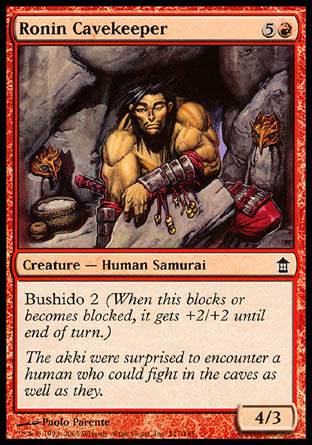 Ronin Cavekeeper 5
Creature — Human Samurai
Bushido 2 (When this blocks or
becomes blocked, it gets +2/+2 until
end of turn.)
The akki were surprised to encounter a
human who could fight in the caves as
well as they.
Paolo Parente
4/3